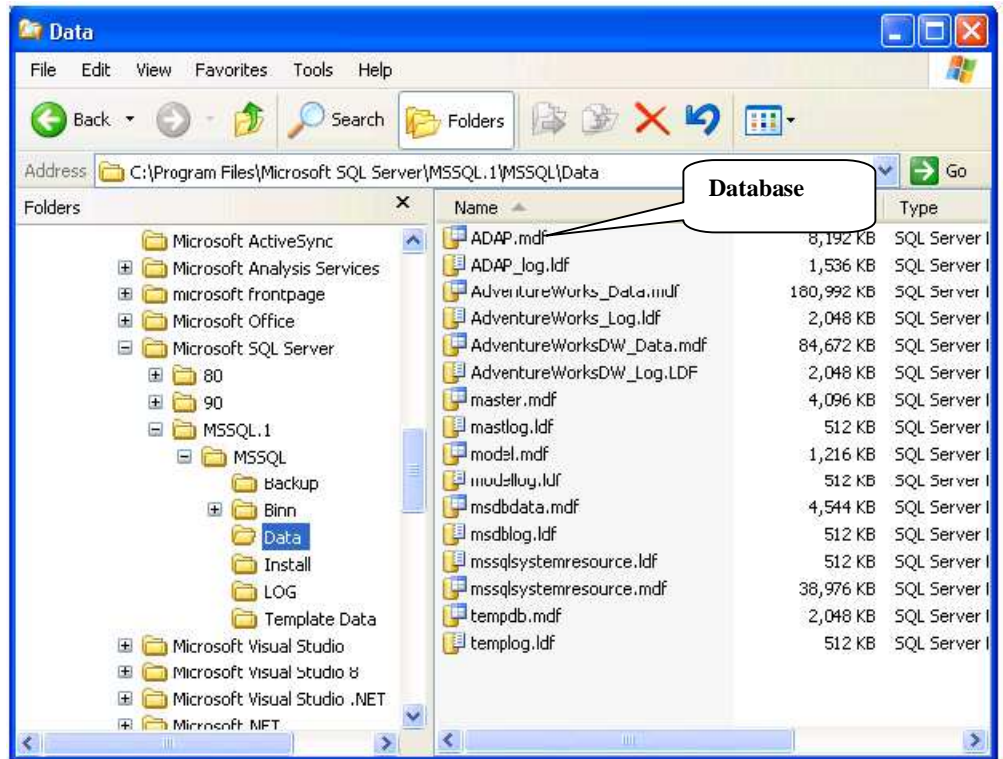 Data
File Edit View Favorites Tools Help
Back Search Folders
Address C:\Program Files\Microsoft SQL Server\MSSQL.1\MSSQL\Data Go
Database
Folders
Microsoft ActiveSync
Microsoft Analysis Services
microsoft frontpage
Microsoft Office
Microsoft SQL Server
80
90
MSSQL.1
MSSQL
Backup
Binn
Data
Install
LOG
Template Data
Microsoft Visual Studio
Microsoft Visual Studio 8
Microsoft Visual Studio .NET
Microsoft.NET
Name Type
ADAP.mdf 8,192 KB SQL Server
ADAP_log.ldf 1,536 KB SQL Server
AdventureWorks_Data.mdf 180,992 KB SQL Server
AdventureWorks_Log.ldf 2,048 KB SQL Server
AdventureWorksDW_Data.mdf 84,672 KB SQL Server
AdventureWorksDW_Log.LDF 2,048 KB SQL Server
master.mdf 4,096 KB SQL Server
mastlog.ldf 512 KB SQL Server
model.mdf 1,216 KB SQL Server
modellog.ldf 512 KB SQL Server
msdbdata.mdf 4,544 KB SQL Server
msdblog.ldf 512 KB SQL Server
mssqlsystemresource.ldf 512 KB SQL Server
mssqlsystemresource.mdf 38,976 KB SQL Server
tempdb.mdf 2,048 KB SQL Server
templog.ldf 512 KB SQL Server